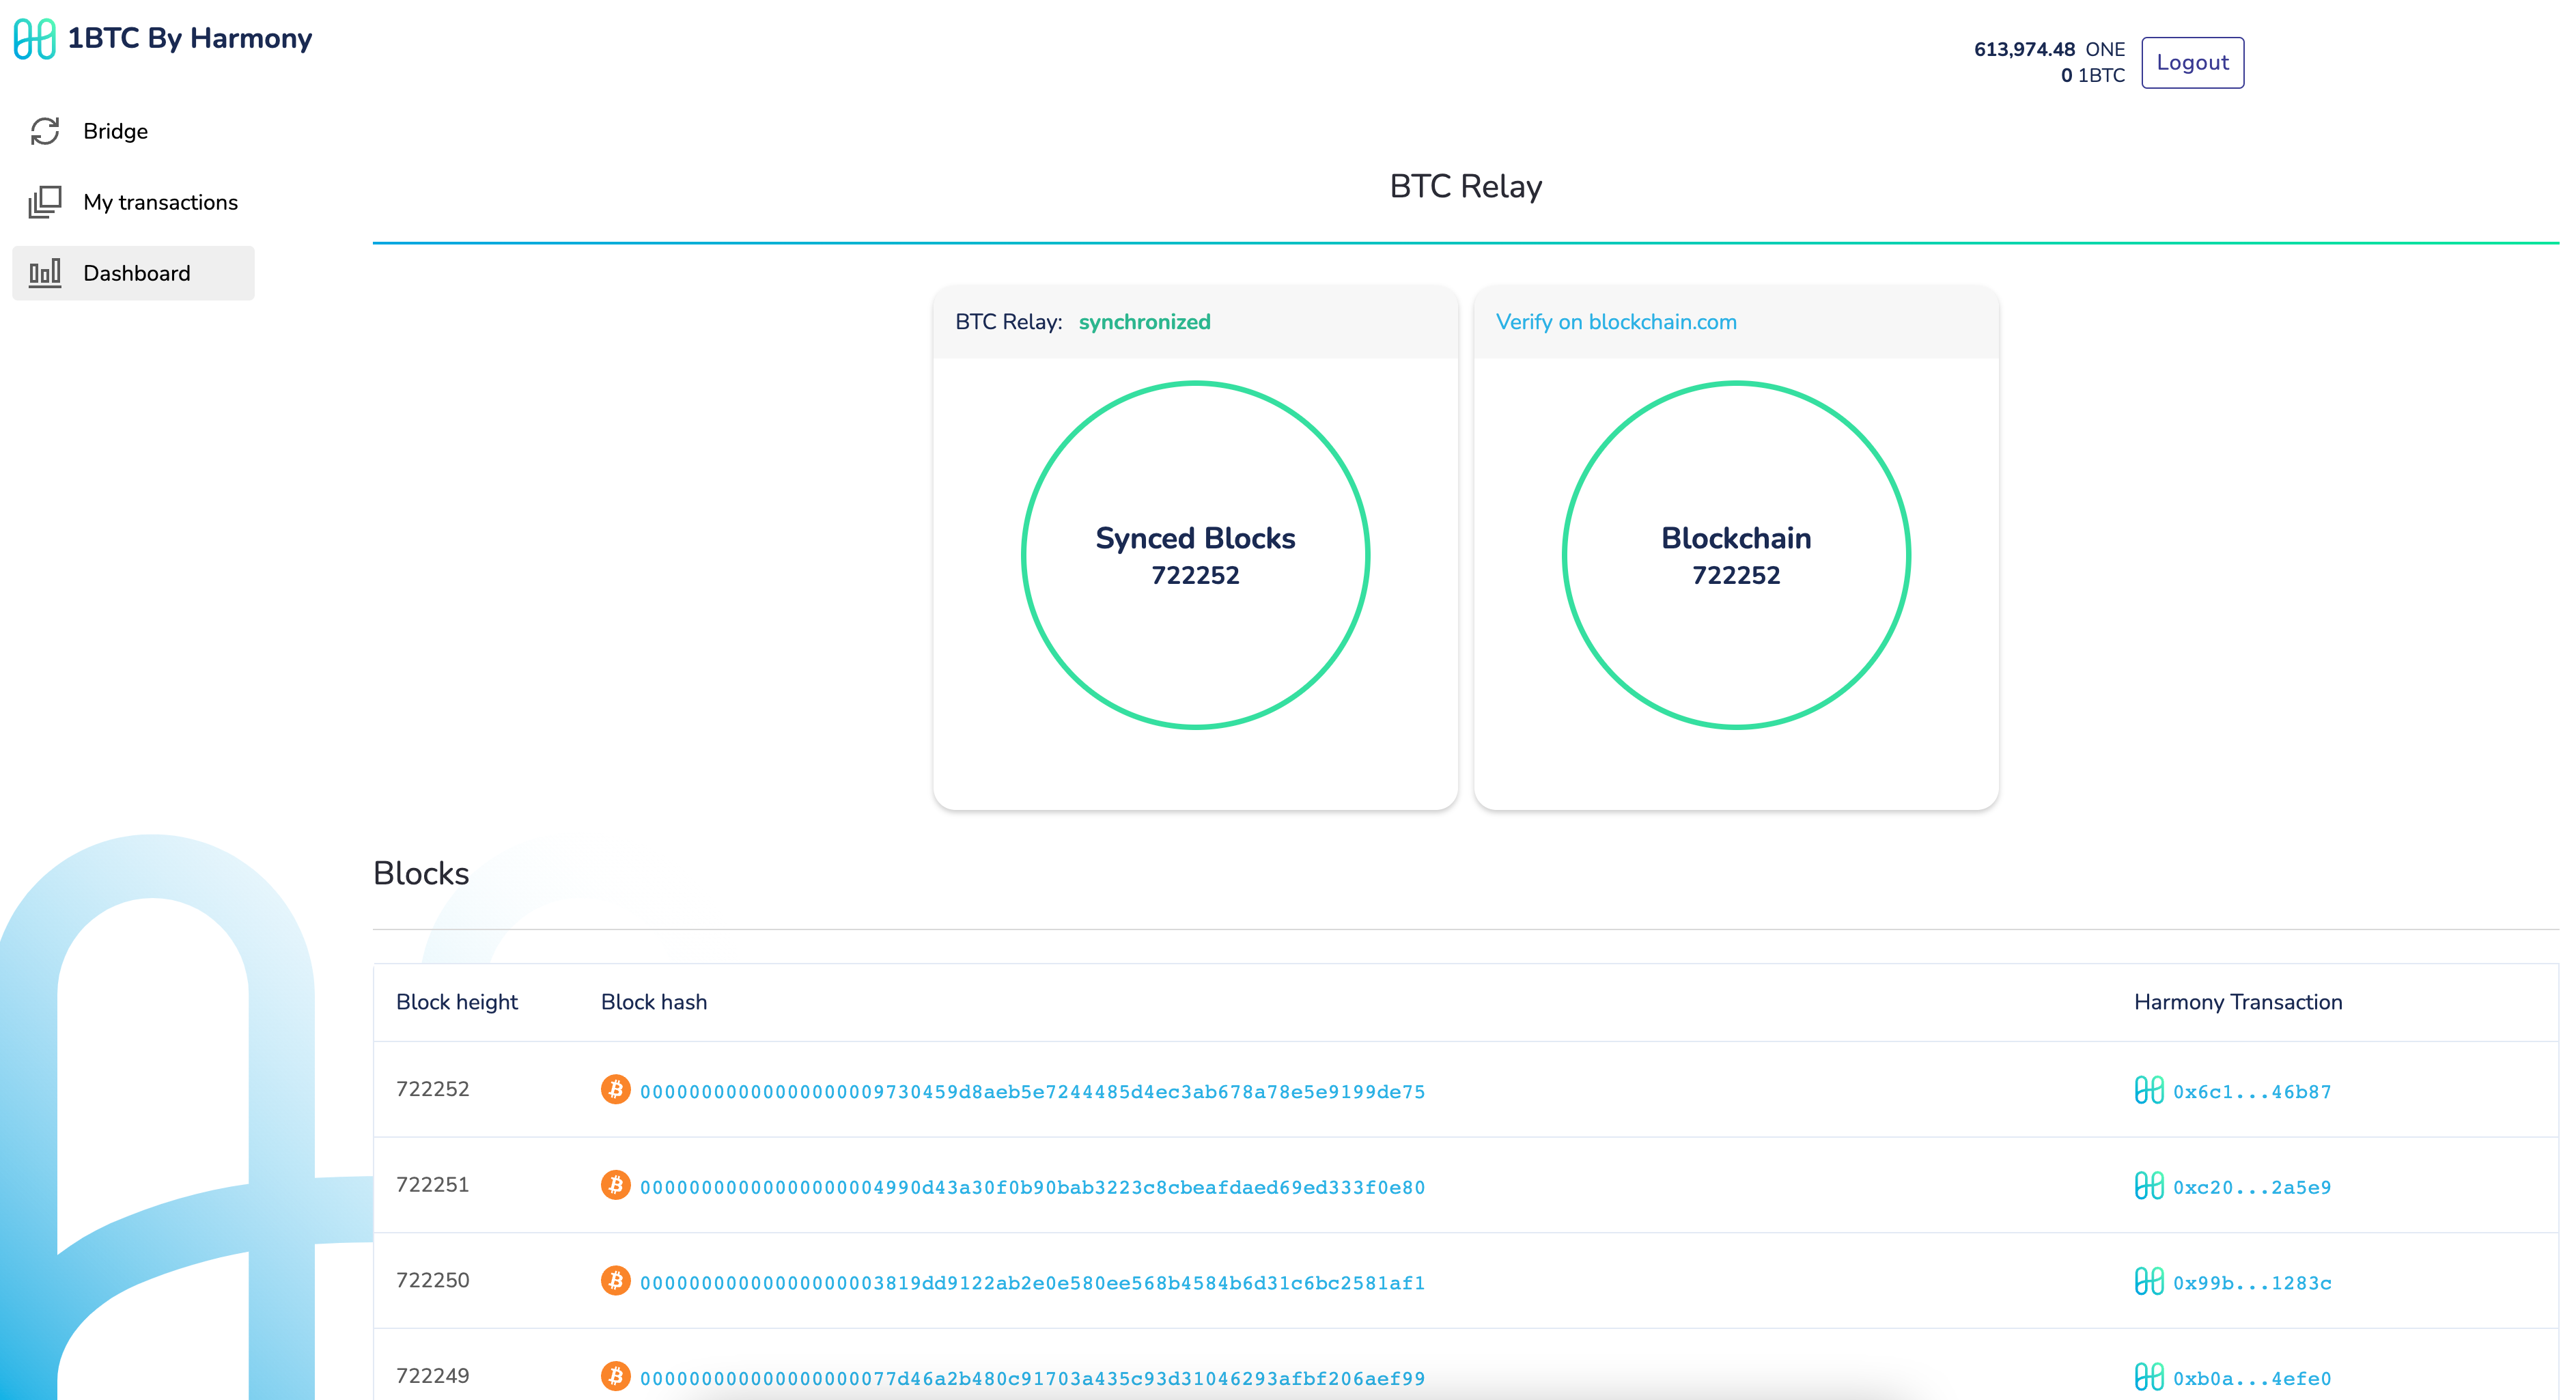 1BTC By Harmony
613,974.48 ONE
0 1BTC
Logout
Bridge
My transactions
Dashboard
BTC Relay
BTC Relay: synchronized
Verify on blockchain.com
Synced Blocks
722252
Blockchain
722252
Blocks
Block height Block hash Harmony Transaction
722252 00000000000000000009730459d8aeb5e7244485d4ec3ab678a78e5e9199de75 0x6c1...46b87
722251 00000000000000000004990d43a30f0b90bab3223c8cbeafdaed69ed333f0e80 0xc20...2a5e9
722250 00000000000000000003819dd9122ab2e0e580ee568b4584b6d31c6bc2581af1 0x99b...1283c
722249 00000000000000000077d46a2b480c91703a435c93d31046293afbf206aef99 0xb0a...4efe0